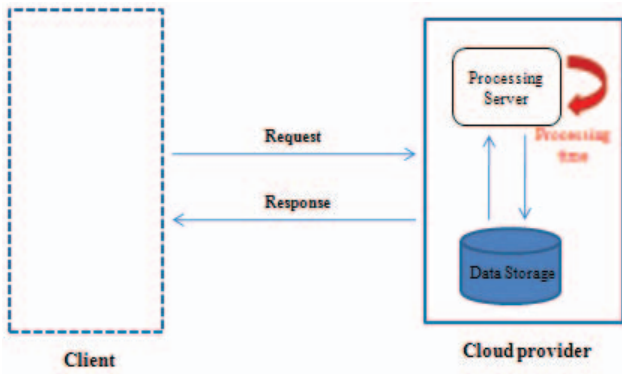 Processing
Server
Processing
time
Request
Response
Data Storage
Client
Cloud provider